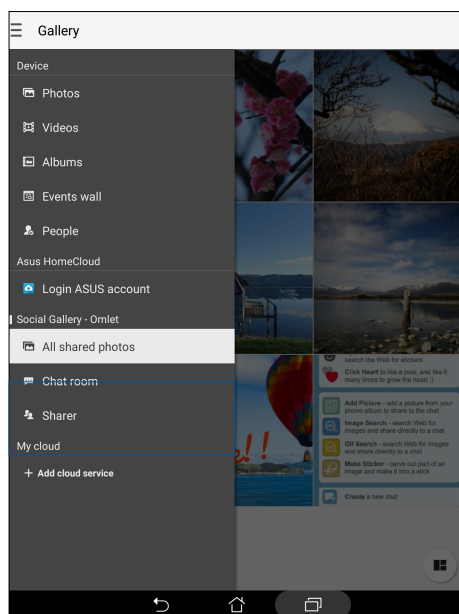 Gallery
Device
Photos
Videos
Albums
Events wall
People
Asus HomeCloud
Login ASUS account
Social Gallery - Omlet
All shared photos
Chat room
Sharer
My cloud
+ Add cloud service
search the Web for stickers
Click Heart to like a post, and like it
many times to grow the heart :)
Add Picture - add a picture from your
phone album to share to the chat
Image Search - search Web for
images and share directly to a chat
Gif Search - search Web for images
and share directly to a chat
Make Sticker - carve out part of an
image and make it into a stick
Create a new chat
!!